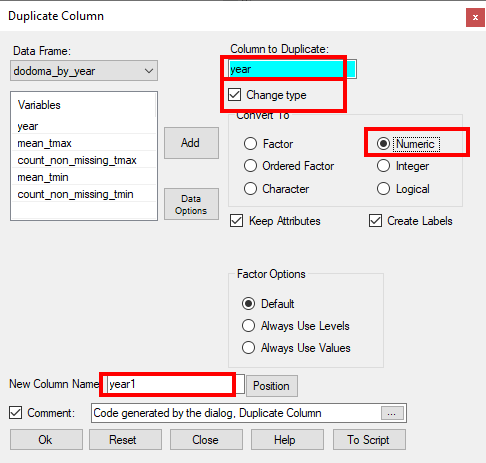 Duplicate Column
x
Data Frame:
dodoma_by_year
Variables
year
mean_tmax
count_non_missing_tmax
mean_tmin
count_non_missing_tmin
Add
Data
Options
Column to Duplicate:
year
Change type
Convert To
Factor
Numeric
Ordered Factor
Integer
Character
Logical
Keep Attributes
Create Labels
Factor Options
Default
Always Use Levels
Always Use Values
New Column Name
year1
Position
Comment:
Code generated by the dialog, Duplicate Column
...
Ok
Reset
Close
Help
To Script